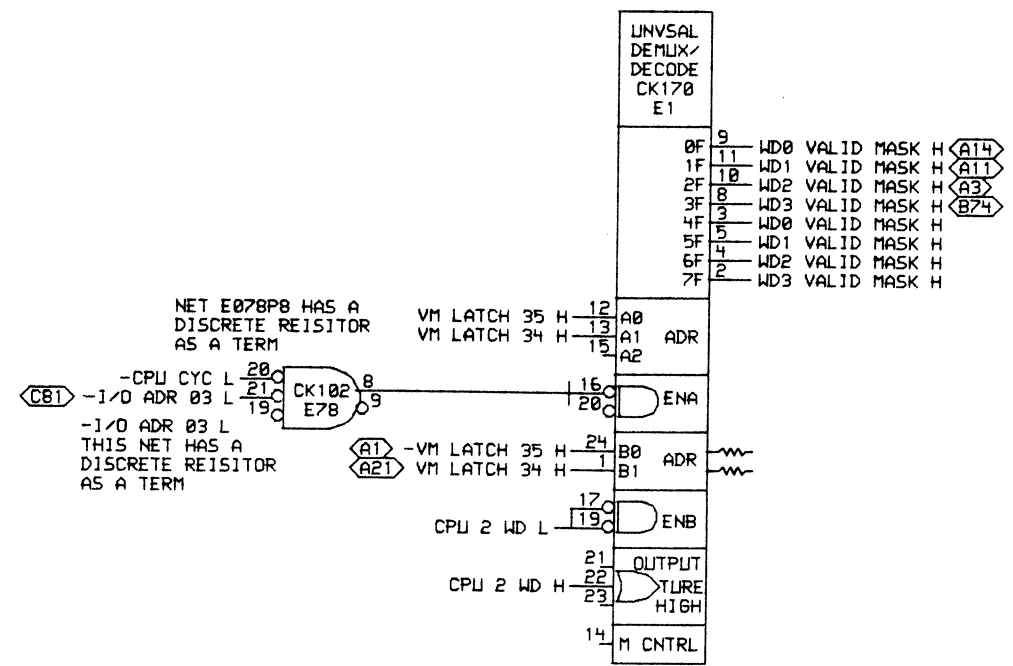 UNVSAL
DEMUX/
DECODE
CK170
E1
0F 9 WD0 VALID MASK H A14
1F 11 WD1 VALID MASK H A11
2F 10 WD2 VALID MASK H A3
3F 8 WD3 VALID MASK H B74
4F 3 WD0 VALID MASK H
5F 5 WD1 VALID MASK H
6F 4 WD2 VALID MASK H
7F 2 WD3 VALID MASK H
NET E078P8 HAS A
DISCRETE REISITOR
AS A TERM
VM LATCH 35 H 12 A0
VM LATCH 34 H 13 A1 ADR
15 A2
-CPU CYC L 20
C81 -I/O ADR 03 L 21
19
CK102
E78
8
9
16
20
ENA
-I/O ADR 03 L
THIS NET HAS A
DISCRETE REISITOR
AS A TERM
A1 -VM LATCH 35 H 24 B0
A21 VM LATCH 34 H 1 B1
ADR
17
CPU 2 WD L 19
ENB
21 OUTPUT
CPU 2 WD H 22 TURE
23 HIGH
14 M CNTRL